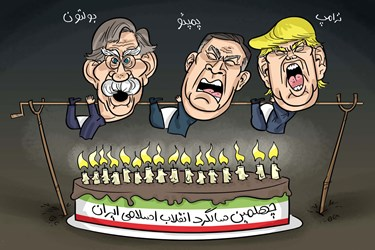 بولتون
پمپئو
ترامپ
چهلمین سالگرد انقلاب اسلامی ایران